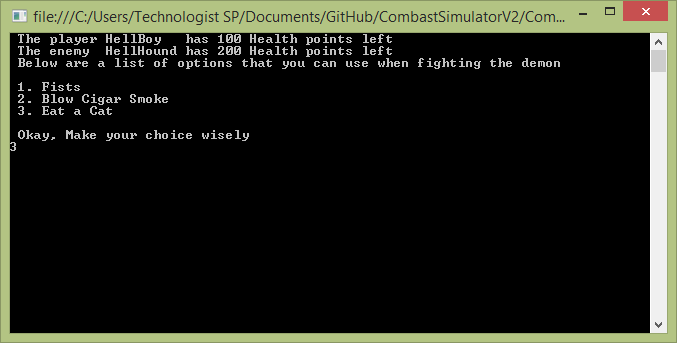 file:///C:/Users/Technologist SP/Documents/GitHub/CombastSimulatorV2/Com...
The player HellBoy   has 100 Health points left
The enemy  HellHound has 200 Health points left
Below are a list of options that you can use when fighting the demon
1. Fists
2. Blow Cigar Smoke
3. Eat a Cat
Okay, Make your choice wisely
3